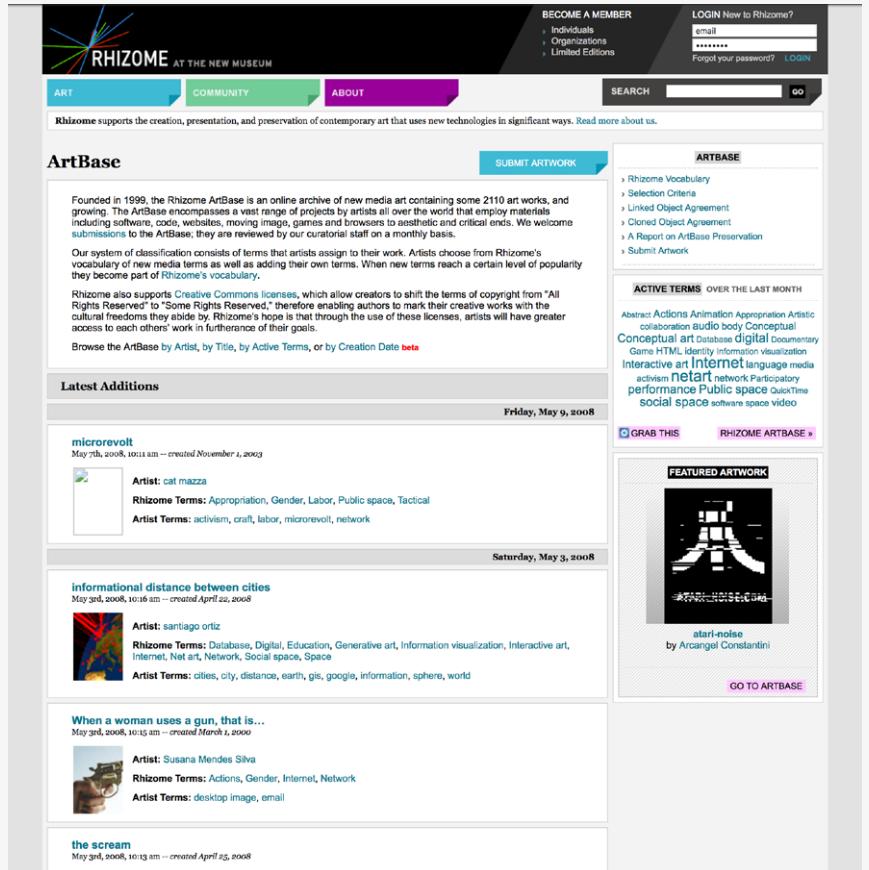 RHIZOME AT THE NEW MUSEUM
BECOME A MEMBER
› Individuals
› Organizations
› Limited Editions
LOGIN New to Rhizome?
email
••••••••
Forgot your password? LOGIN
ART
COMMUNITY
ABOUT
SEARCH GO
Rhizome supports the creation, presentation, and preservation of contemporary art that uses new technologies in significant ways. Read more about us.
ArtBase
SUBMIT ARTWORK
Founded in 1999, the Rhizome ArtBase is an online archive of new media art containing some 2110 art works, and
growing. The ArtBase encompasses a vast range of projects by artists all over the world that employ materials
including software, code, websites, moving image, games and browsers to aesthetic and critical ends. We welcome
submissions to the ArtBase; they are reviewed by our curatorial staff on a monthly basis.
Our system of classification consists of terms that artists assign to their work. Artists choose from Rhizome's
vocabulary of new media terms as well as adding their own terms. When new terms reach a certain level of popularity
they become part of Rhizome's vocabulary.
Rhizome also supports Creative Commons licenses, which allow creators to shift the terms of copyright from "All
Rights Reserved" to "Some Rights Reserved," therefore enabling authors to mark their creative works with the
cultural freedoms they abide by. Rhizome's hope is that through the use of these licenses, artists will have greater
access to each others' work in furtherance of their goals.
Browse the ArtBase by Artist, by Title, by Active Terms, or by Creation Date beta
Latest Additions
Friday, May 9, 2008
microrevolt
May 7th, 2008, 10:11 am -- created November 1, 2003
Artist: cat mazza
Rhizome Terms: Appropriation, Gender, Labor, Public space, Tactical
Artist Terms: activism, craft, labor, microrevolt, network
Saturday, May 3, 2008
informational distance between cities
May 3rd, 2008, 10:16 am -- created April 22, 2008
Artist: santiago ortiz
Rhizome Terms: Database, Digital, Education, Generative art, Information visualization, Interactive art,
Internet, Net art, Network, Social space, Space
Artist Terms: cities, city, distance, earth, gis, google, information, sphere, world
When a woman uses a gun, that is...
May 3rd, 2008, 10:15 am -- created March 1, 2000
Artist: Susana Mendes Silva
Rhizome Terms: Actions, Gender, Internet, Network
Artist Terms: desktop image, email
the scream
May 3rd, 2008, 10:13 am -- created April 25, 2008
ARTBASE
› Rhizome Vocabulary
› Selection Criteria
› Linked Object Agreement
› Cloned Object Agreement
› A Report on ArtBase Preservation
› Submit Artwork
ACTIVE TERMS OVER THE LAST MONTH
Abstract Actions Animation Appropriation Artistic
collaboration audio body Conceptual
Conceptual art Database digital Documentary
Game HTML identity Information visualization
Interactive art Internet language media
activism netart network Participatory
performance Public space QuickTime
social space software space video
GRAB THIS
RHIZOME ARTBASE »
FEATURED ARTWORK
ATARI-NOISE.COM
atari-noise
by Arcangel Constantini
GO TO ARTBASE